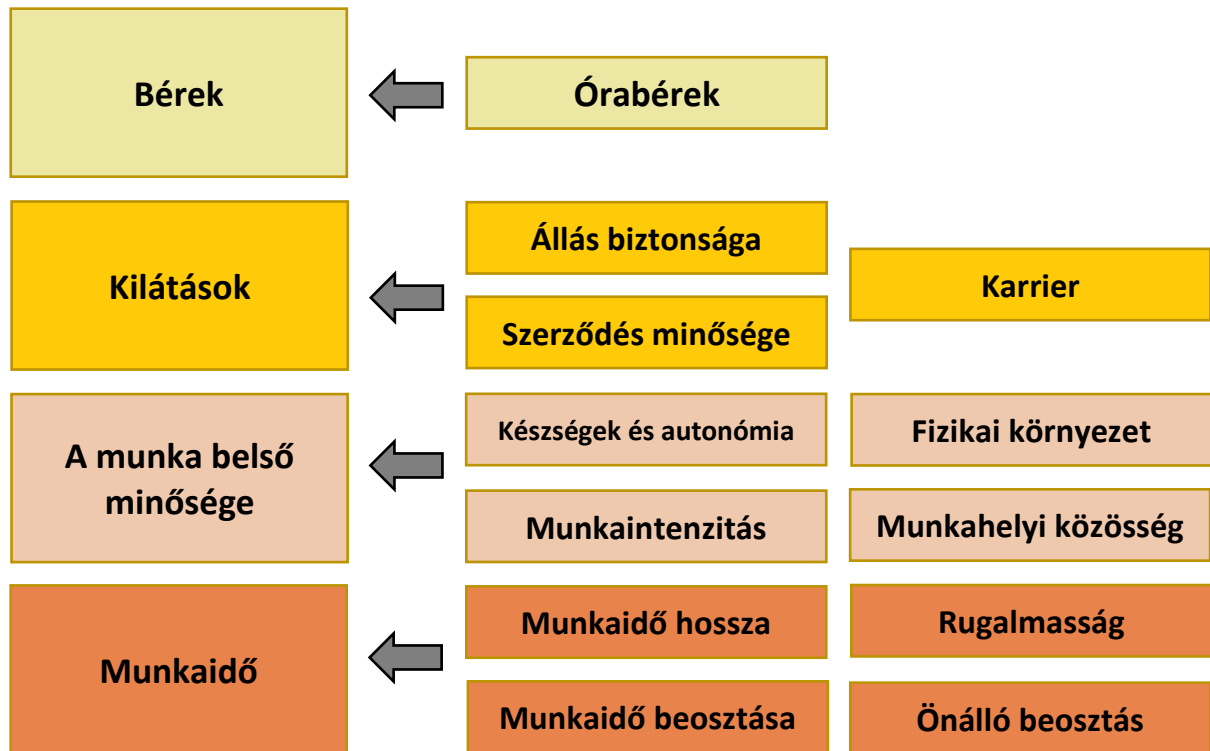 Bérek
Órabérek
Kilátások
Állás biztonsága
Szerződés minősége
Karrier
A munka belső
minősége
Készségek és autonómia
Fizikai környezet
Munkaintenzitás
Munkahelyi közösség
Munkaidő
Munkaidő hossza
Rugalmasság
Munkaidő beosztása
Önálló beosztás